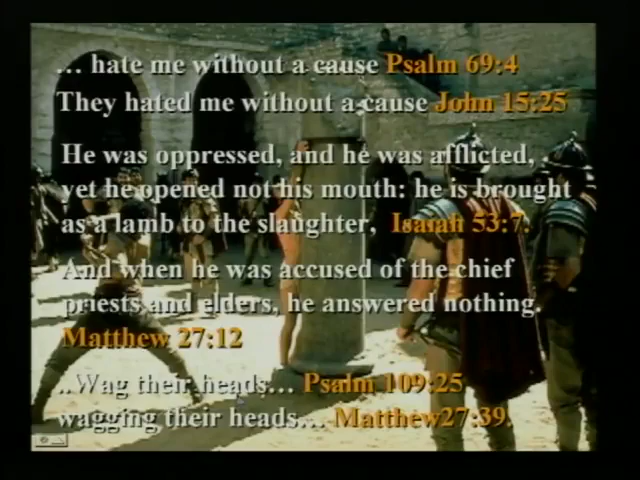 ... hate me without a cause Psalm 69:4
They hated me without a cause John 15:25
He was oppressed, and he was afflicted,
yet he opened not his mouth: he is brought
as a lamb to the slaughter, Isaiah 53:7.
And when he was accused of the chief
priests and elders, he answered nothing.
Matthew 27:12
..Wag their heads... Psalm 109:25
wagging their heads... Matthew27:39.